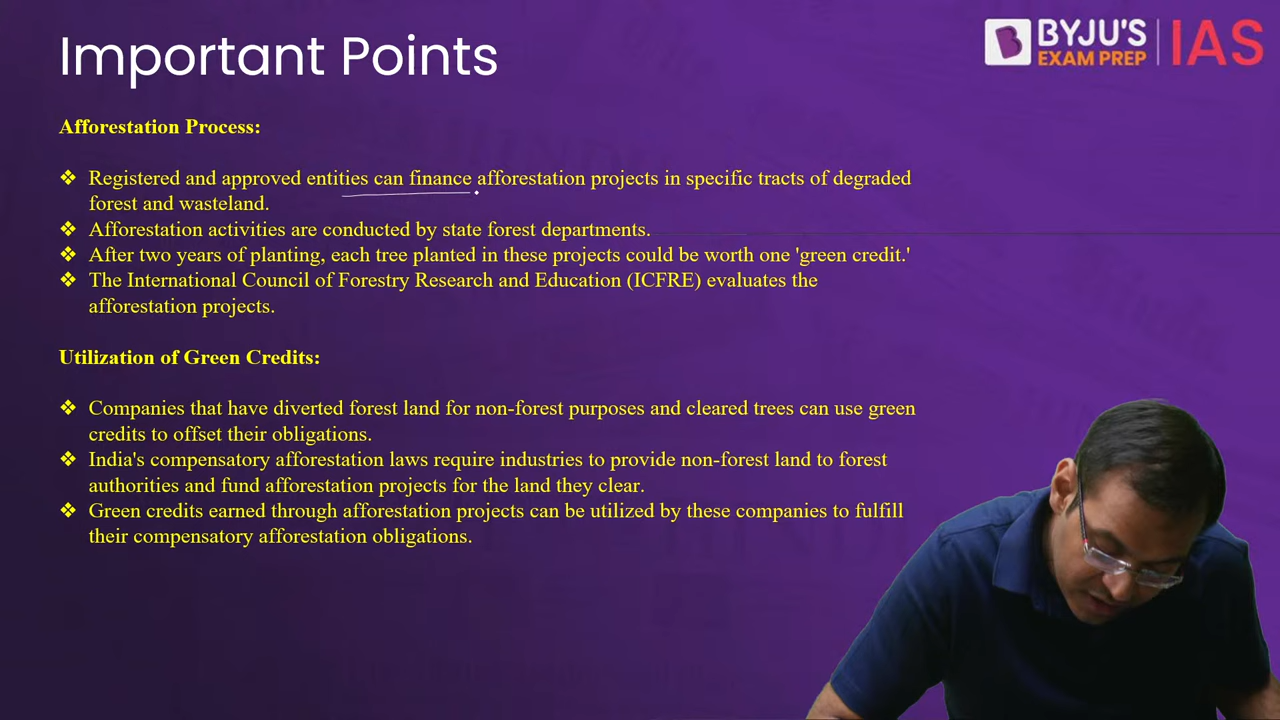 Important Points
BYJU'S
EXAM PREP
IAS
Afforestation Process:
❖ Registered and approved entities can finance afforestation projects in specific tracts of degraded
forest and wasteland.
❖ Afforestation activities are conducted by state forest departments.
❖ After two years of planting, each tree planted in these projects could be worth one 'green credit.'
❖ The International Council of Forestry Research and Education (ICFRE) evaluates the
afforestation projects.
Utilization of Green Credits:
❖ Companies that have diverted forest land for non-forest purposes and cleared trees can use green
credits to offset their obligations.
❖ India's compensatory afforestation laws require industries to provide non-forest land to forest
authorities and fund afforestation projects for the land they clear.
❖ Green credits earned through afforestation projects can be utilized by these companies to fulfill
their compensatory afforestation obligations.